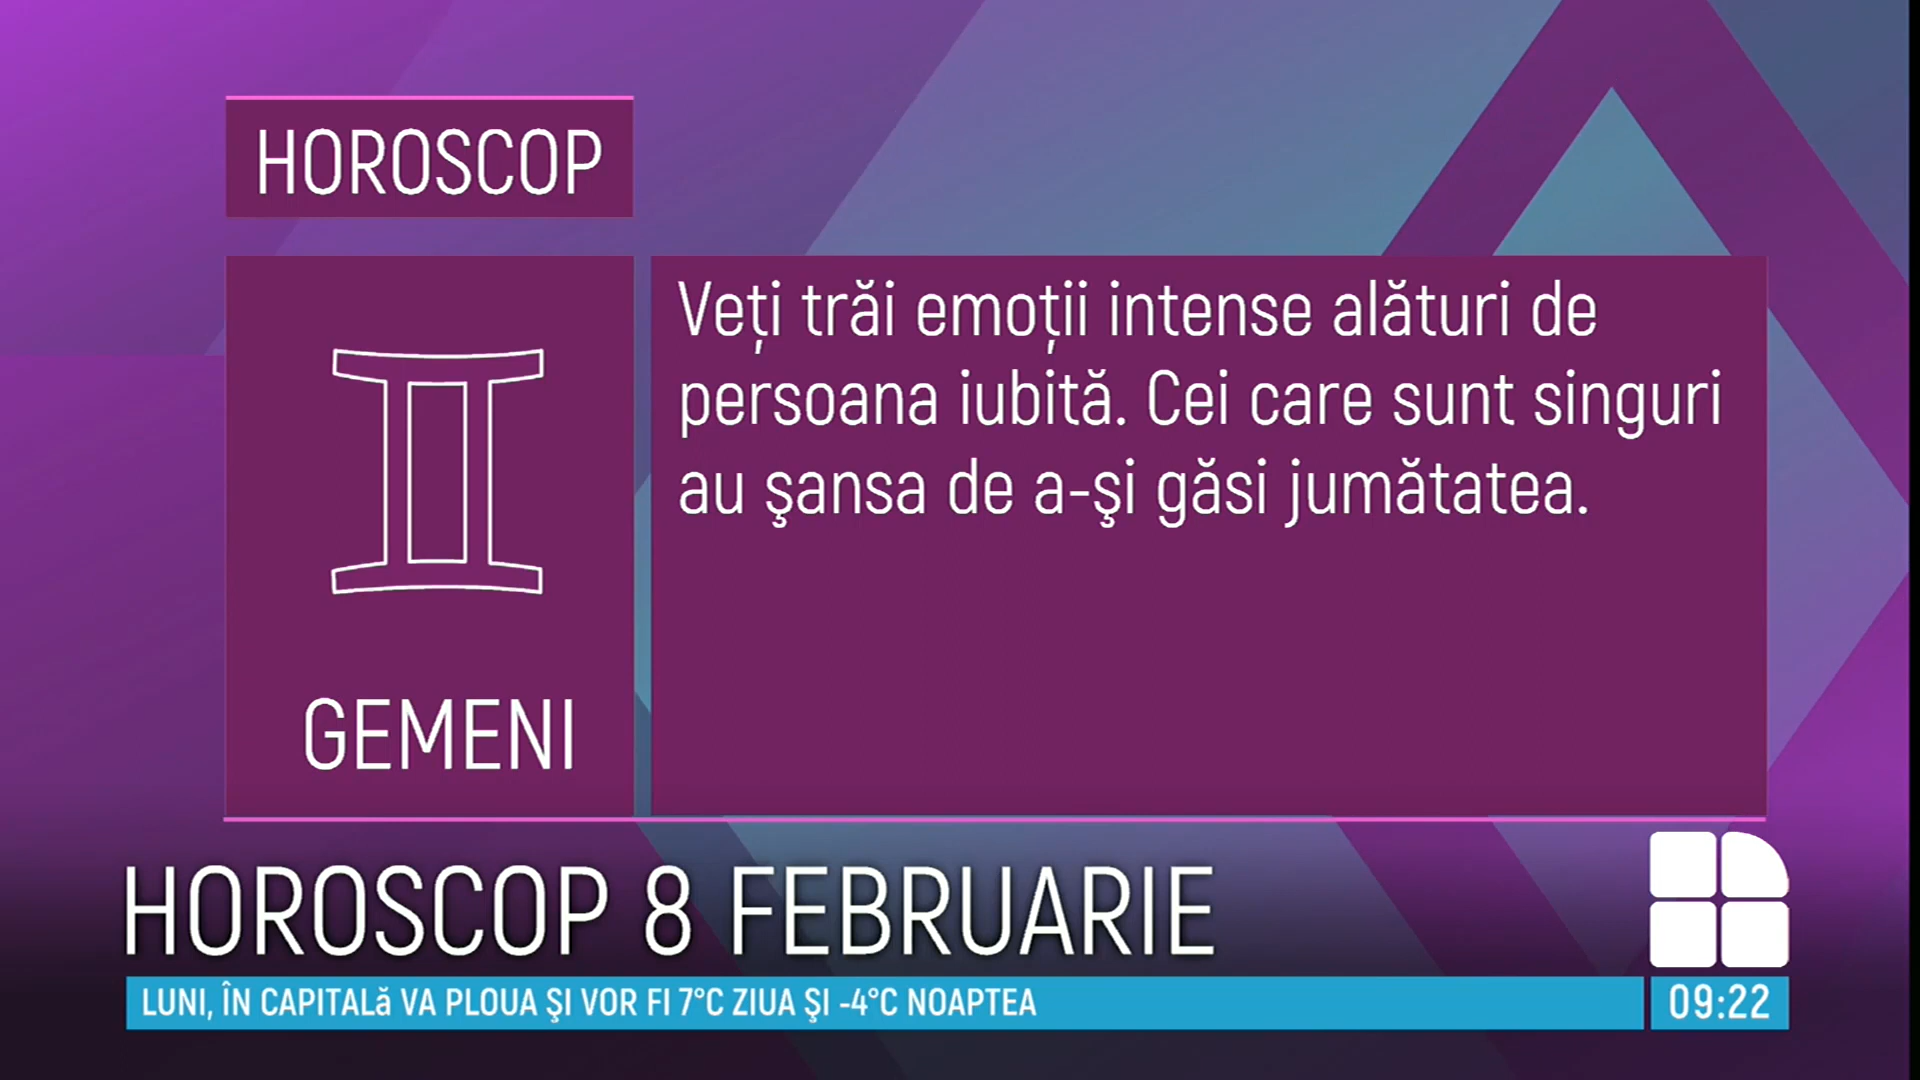 HOROSCOP
GEMENI
Veți trăi emoții intense alături de
persoana iubită. Cei care sunt singuri
au şansa de a-şi găsi jumătatea.
HOROSCOP 8 FEBRUARIE
LUNI, ÎN CAPITALă VA PLOUA ŞI VOR FI 7°C ZIUA ŞI -4°C NOAPTEA
09:22